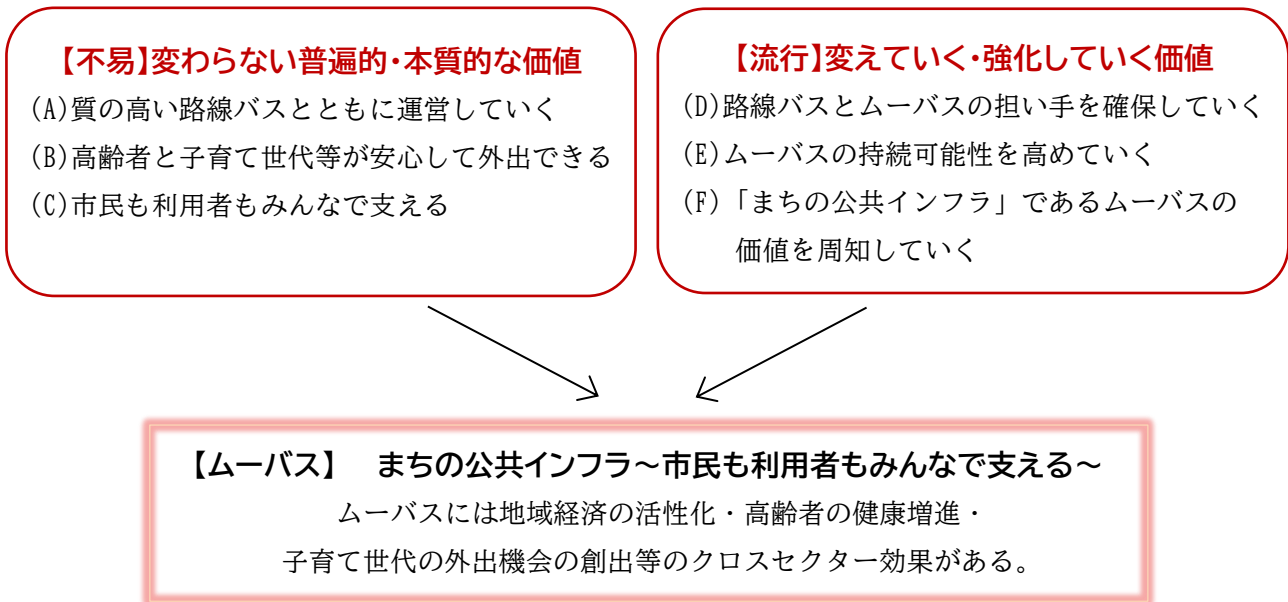 【不易】変わらない普遍的・本質的な価値
(A)質の高い路線バスとともに運営していく
(B)高齢者と子育て世代等が安心して外出できる
(C)市民も利用者もみんなで支える
【流行】変えていく・強化していく価値
(D)路線バスとムーバスの担い手を確保していく
(E)ムーバスの持続可能性を高めていく
(F)「まちの公共インフラ」であるムーバスの
価値を周知していく
【ムーバス】　まちの公共インフラ～市民も利用者もみんなで支える～
ムーバスには地域経済の活性化・高齢者の健康増進・
子育て世代の外出機会の創出等のクロスセクター効果がある。